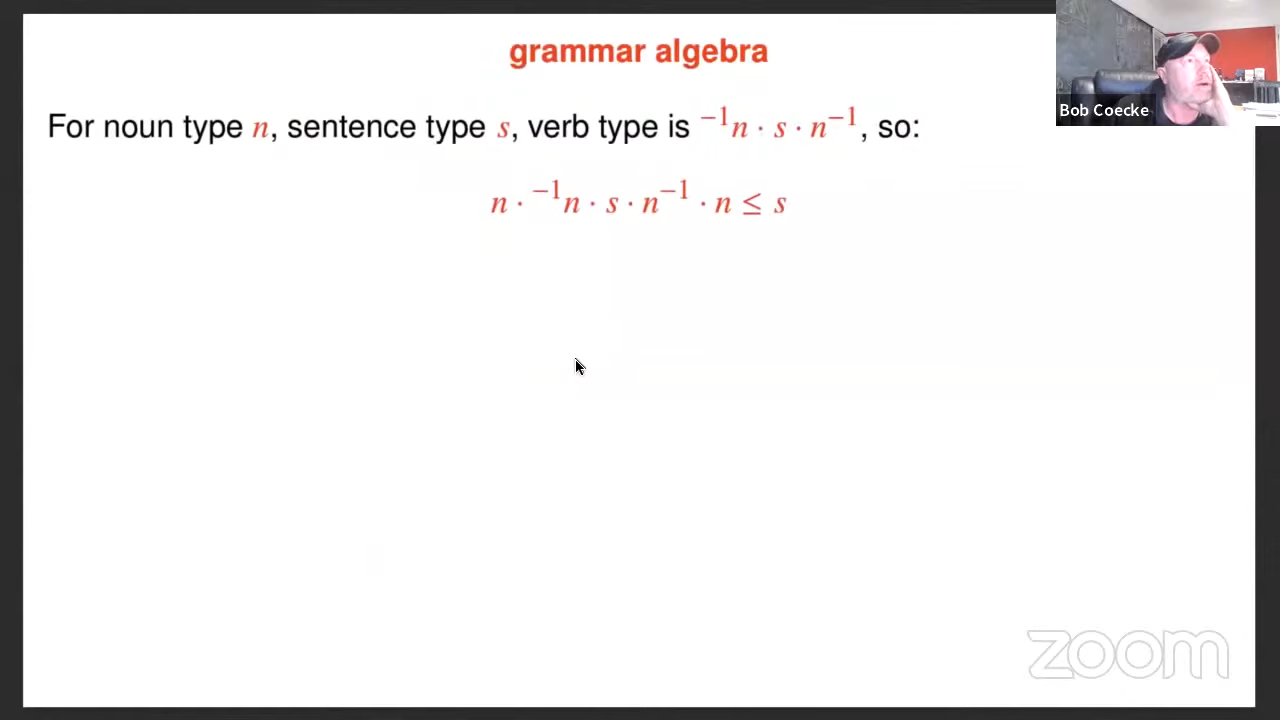 grammar algebra
Bob Coecke
For noun type n, sentence type s, verb type is ⁻¹n · s · n⁻¹, so:
n · ⁻¹n · s · n⁻¹ · n ≤ s
zoom